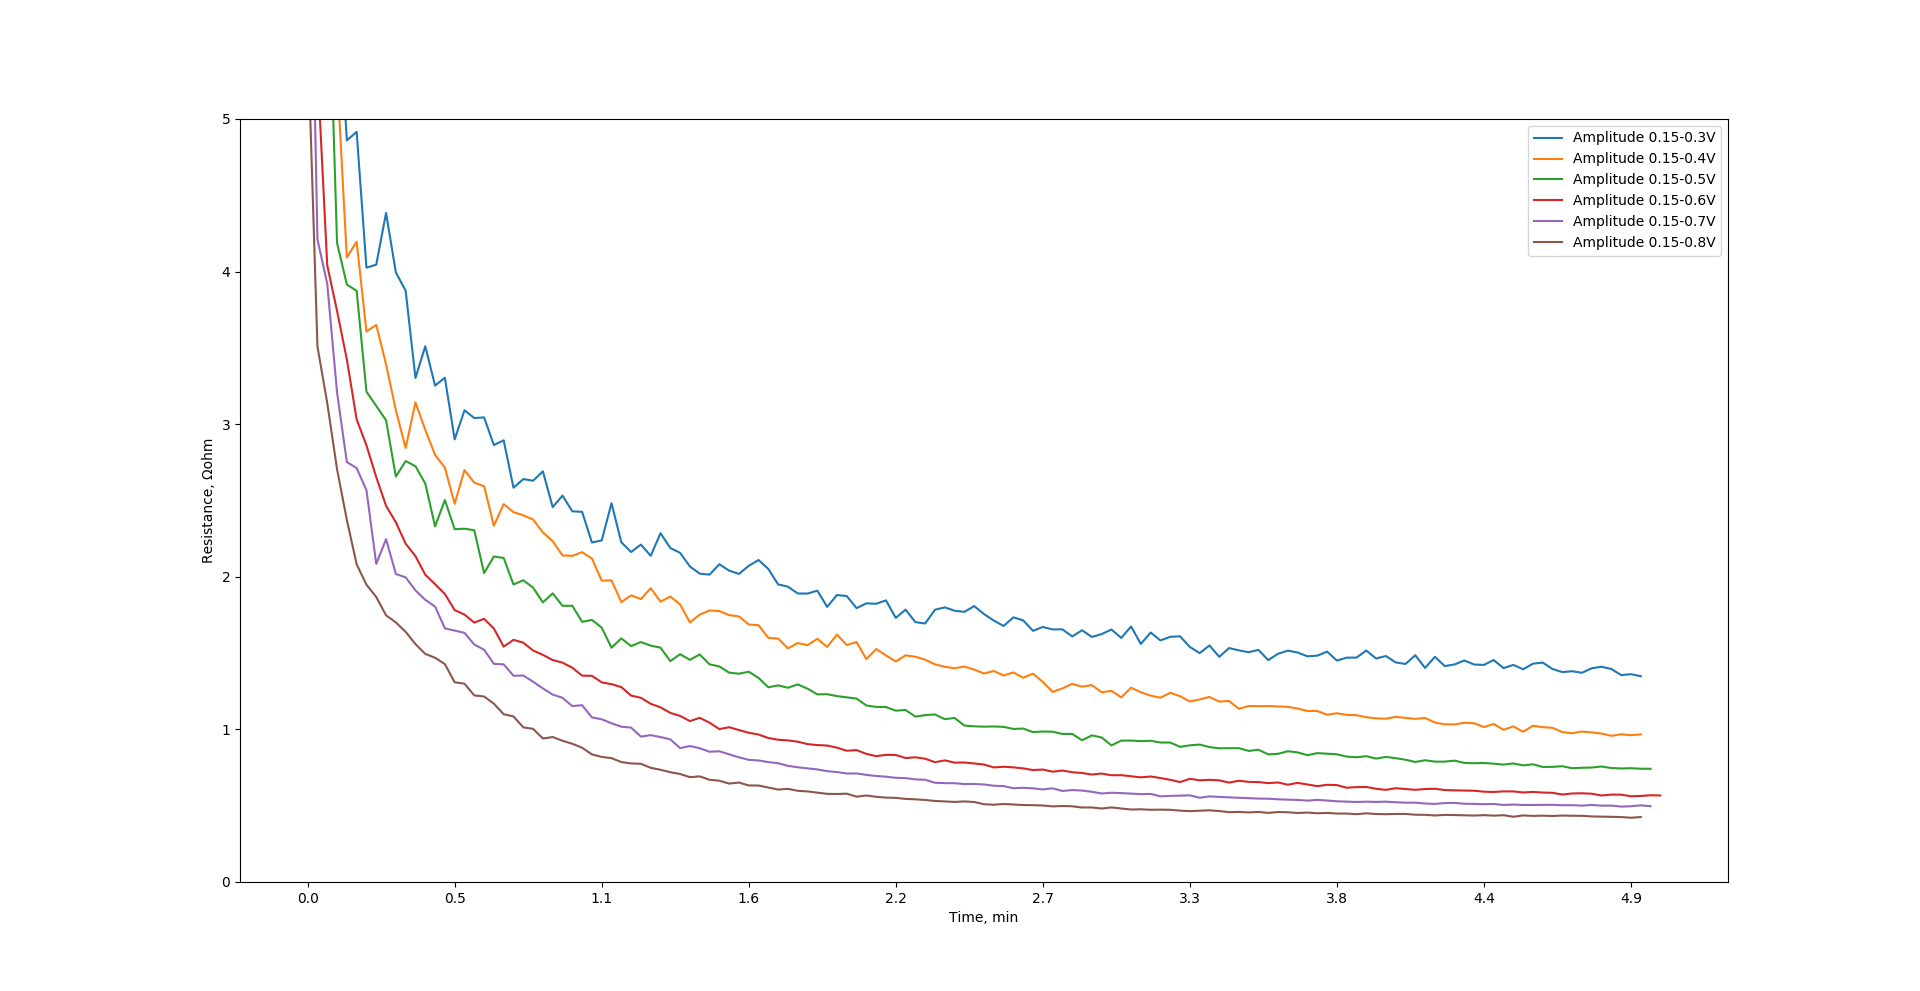 5
4
3
2
1
0
Resistance, Ωohm
Amplitude 0.15-0.3V
Amplitude 0.15-0.4V
Amplitude 0.15-0.5V
Amplitude 0.15-0.6V
Amplitude 0.15-0.7V
Amplitude 0.15-0.8V
0.0 0.5 1.1 1.6 2.2 2.7 3.3 3.8 4.4 4.9
Time, min